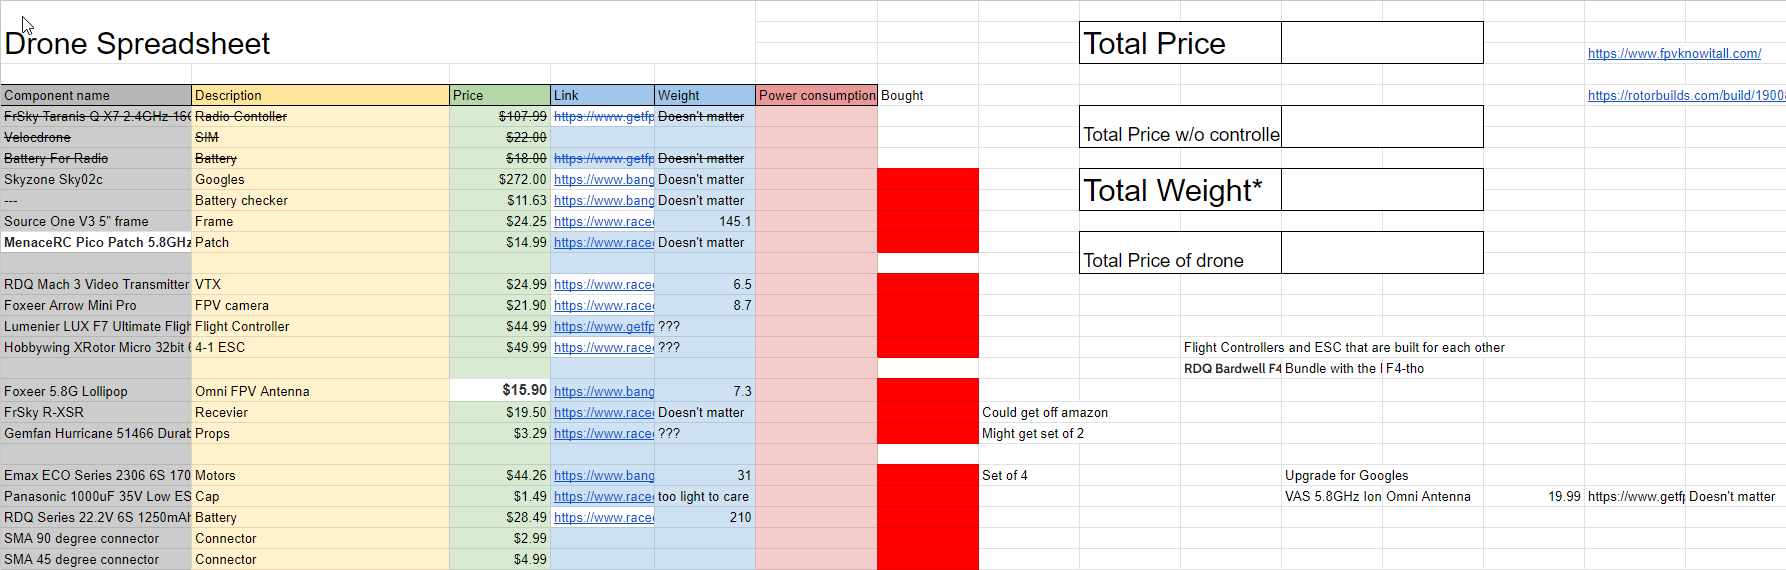 Drone Spreadsheet
Total Price
https://www.fpvknowitall.com/
Component name Description Price Link Weight Power consumption Bought
https://rotorbuilds.com/build/1900
FrSky Taranis Q X7 2.4GHz 16C Radio Contoller $107.99 https://www.getfp Doesn't matter
Total Price w/o controlle
Velocdrone SIM $22.00
Battery For Radio Battery $18.00 https://www.getfp Doesn't matter
Skyzone Sky02c Googles $272.00 https://www.bang Doesn't matter
Total Weight*
--- Battery checker $11.63 https://www.bang Doesn't matter
Source One V3 5" frame Frame $24.25 https://www.racec 145.1
MenaceRC Pico Patch 5.8GHz Patch $14.99 https://www.racec Doesn't matter
Total Price of drone
RDQ Mach 3 Video Transmitter VTX $24.99 https://www.racec 6.5
Foxeer Arrow Mini Pro FPV camera $21.90 https://www.racec 8.7
Lumenier LUX F7 Ultimate Fligh Flight Controller $44.99 https://www.getfp ???
Hobbywing XRotor Micro 32bit 6 4-1 ESC $49.99 https://www.racec ??? Flight Controllers and ESC that are built for each other
RDQ Bardwell F4 Bundle with the l F4-tho
Foxeer 5.8G Lollipop Omni FPV Antenna $15.90 https://www.bang 7.3
FrSky R-XSR Recevier $19.50 https://www.racec Doesn't matter Could get off amazon
Gemfan Hurricane 51466 Durab Props $3.29 https://www.racec ??? Might get set of 2
Emax ECO Series 2306 6S 170 Motors $44.26 https://www.bang 31 Set of 4 Upgrade for Googles
Panasonic 1000uF 35V Low ES Cap $1.49 https://www.racec too light to care VAS 5.8GHz Ion Omni Antenna 19.99 https://www.getfp Doesn't matter
RDQ Series 22.2V 6S 1250mAh Battery $28.49 https://www.racec 210
SMA 90 degree connector Connector $2.99
SMA 45 degree connector Connector $4.99